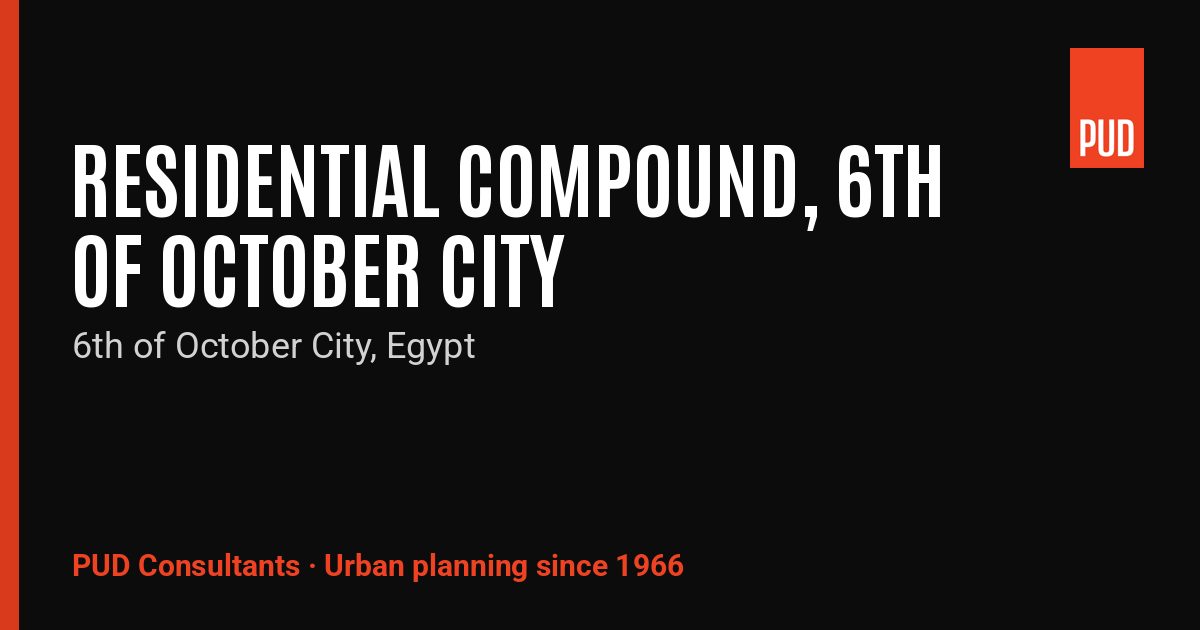 PUD
RESIDENTIAL COMPOUND, 6TH
OF OCTOBER CITY
6th of October City, Egypt
PUD Consultants · Urban planning since 1966